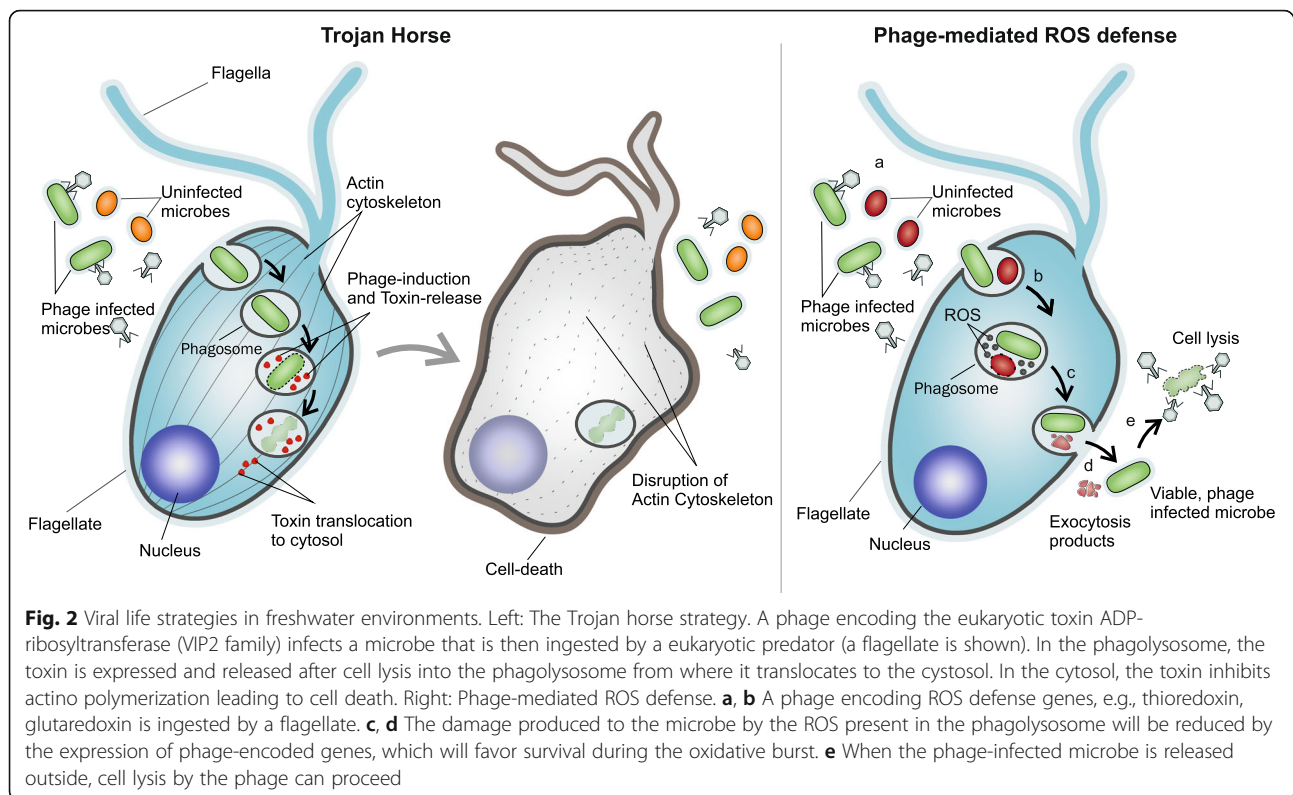 Trojan Horse
Flagella
Uninfected
microbes
Actin
cytoskeleton
Phage-induction
and Toxin-release
Phage infected
microbes
Phagosome
Flagellate
Nucleus
Toxin translocation
to cytosol
Disruption of
Actin Cytoskeleton
Cell-death
Phage-mediated ROS defense
a
Uninfected
microbes
Phage infected
microbes
b
ROS
Phagosome
c
Cell lysis
e
d
Viable, phage
infected microbe
Exocytosis
products
Flagellate
Nucleus
Fig. 2 Viral life strategies in freshwater environments. Left: The Trojan horse strategy. A phage encoding the eukaryotic toxin ADP-
ribosyltransferase (VIP2 family) infects a microbe that is then ingested by a eukaryotic predator (a flagellate is shown). In the phagolysosome, the
toxin is expressed and released after cell lysis into the phagolysosome from where it translocates to the cystosol. In the cytosol, the toxin inhibits
actino polymerization leading to cell death. Right: Phage-mediated ROS defense. a, b A phage encoding ROS defense genes, e.g., thioredoxin,
glutaredoxin is ingested by a flagellate. c, d The damage produced to the microbe by the ROS present in the phagolysosome will be reduced by
the expression of phage-encoded genes, which will favor survival during the oxidative burst. e When the phage-infected microbe is released
outside, cell lysis by the phage can proceed